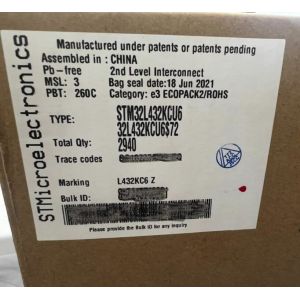 STMicroelectronics
Manufactured under patents or patents pending
Assembled in : CHINA
Pb-free 2nd Level Interconnect
MSL: 3 Bag seal date: 18 Jun 2021
PBT: 260C Category: e3 ECOPACK2/ROHS
TYPE: STM32L432KCU6
32L432KCU6$72
Total Qty: 2940
Trace codes
Marking L432KC6 Z
Bulk ID:
Please provide the Bulk ID for any inquiry